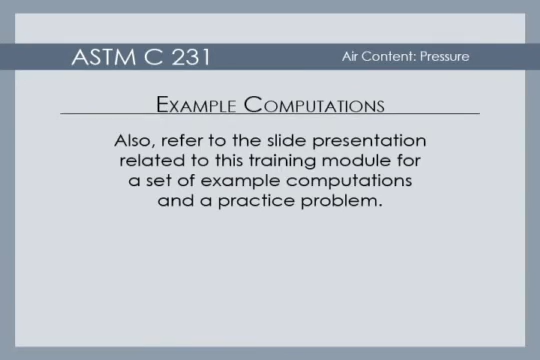 ASTM C 231
Air Content: Pressure
Example Computations
Also, refer to the slide presentation
related to this training module for
a set of example computations
and a practice problem.